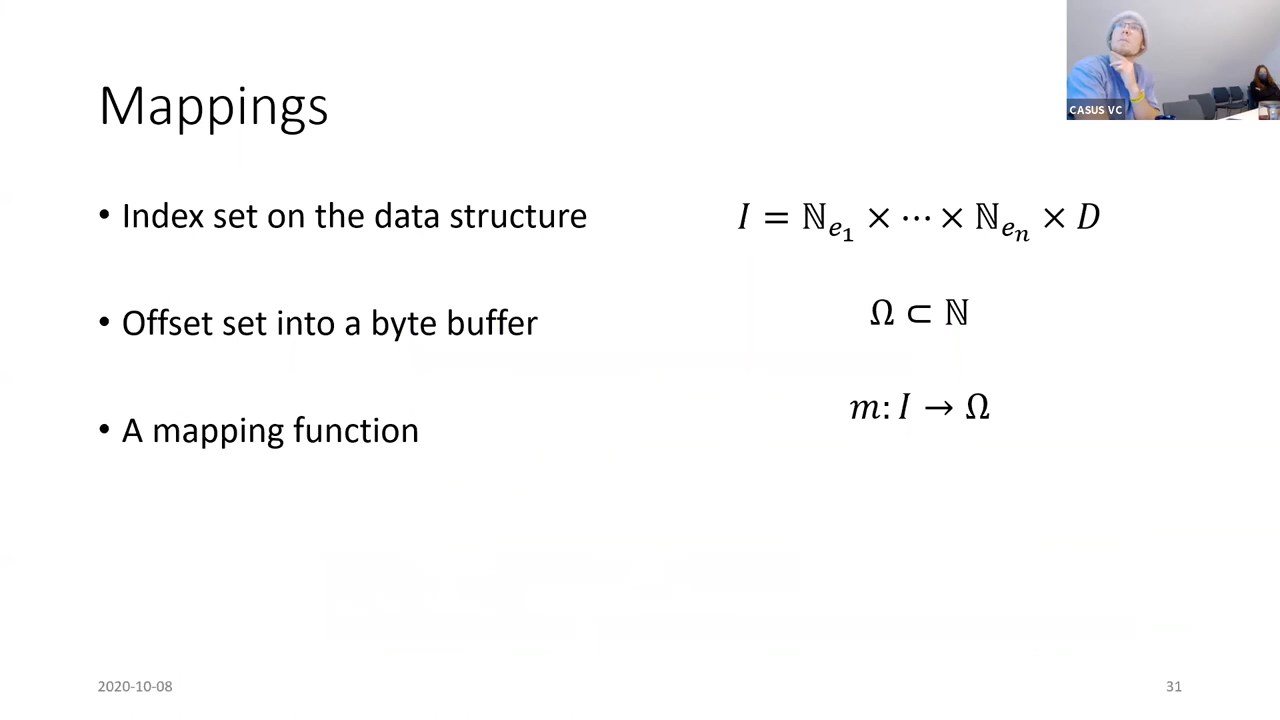 CASUS VC
Mappings
• Index set on the data structure
I = ℕ_{e_1} × ⋯ × ℕ_{e_n} × D
• Offset set into a byte buffer
Ω ⊂ ℕ
• A mapping function
m: I → Ω
2020-10-08
31